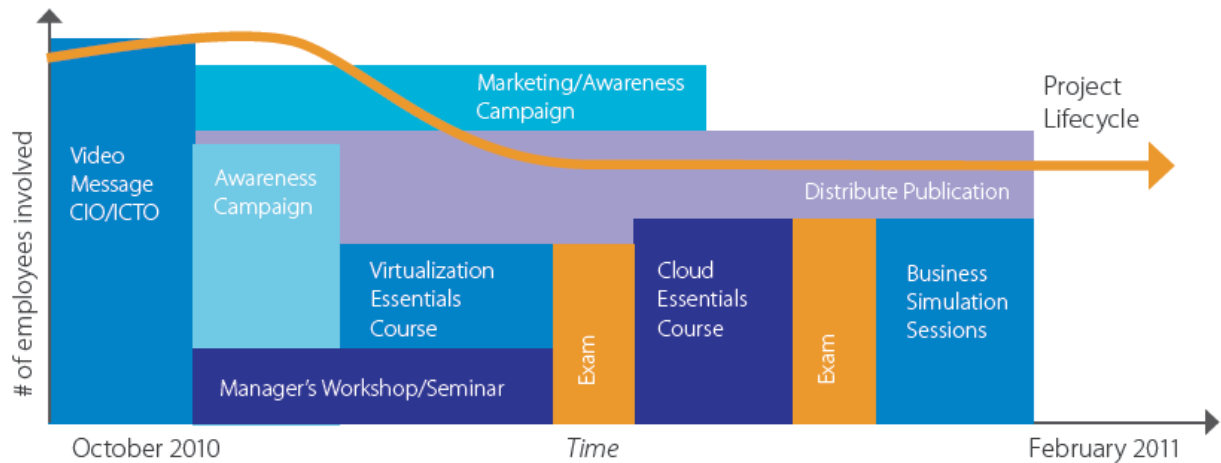 # of employees involved
Video
Message
CIO/ICTO
Awareness
Campaign
Marketing/Awareness
Campaign
Project
Lifecycle
Distribute Publication
Virtualization
Essentials
Course
Manager's Workshop/Seminar
Exam
Cloud
Essentials
Course
Exam
Business
Simulation
Sessions
October 2010
Time
February 2011